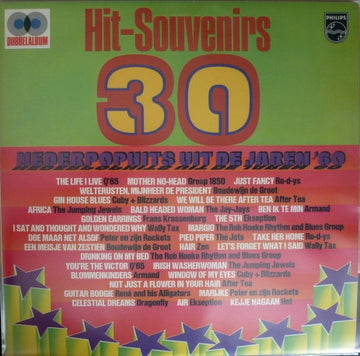 DUBBELALBUM
Hit-Souvenirs
PHILIPS
30
NEDERPOPHITS UIT DE JAREN '60
THE LIFE I LIVE Q'65 MOTHER NO-HEAD Group 1850 JUST FANCY Ro-d-ys
WELTERUSTEN, MIJNHEER DE PRESIDENT Boudewijn de Groot
GIN HOUSE BLUES Cuby + Blizzards WE WILL BE THERE AFTER TEA After Tea
AFRICA The Jumping Jewels BALD HEADED WOMAN The Jay-Jays BEN IK TE MIN Armand
GOLDEN EARRINGS Frans Krassenburg THE 5TH Ekseption
I SAT AND THOUGHT AND WONDERED WHY Wally Tax MARGIO The Rob Hoeke Rhythm and Blues Group
DOE MAAR NET ALSOF Peter en zijn Rockets PIED PIPER The Jets TAKE HER HOME Ro-d-ys
EEN MEISJE VAN ZESTIEN Boudewijn de Groot HAIR Zen LET'S FORGET WHAT I SAID Wally Tax
DRINKING ON MY BED The Rob Hoeke Rhythm and Blues Group
YOU'RE THE VICTOR Q'65 IRISH WASHERWOMAN The Jumping Jewels
BLOMMENKINDERS Armand WINDOW OF MY EYES Cuby + Blizzards
NOT JUST A FLOWER IN YOUR HAIR After Tea
GUITAR BOOGIE René and his Alligators MARIJKE Peter en zijn Rockets
CELESTIAL DREAMS Dragonfly AIR Ekseption KEJJE NAGAAN Het